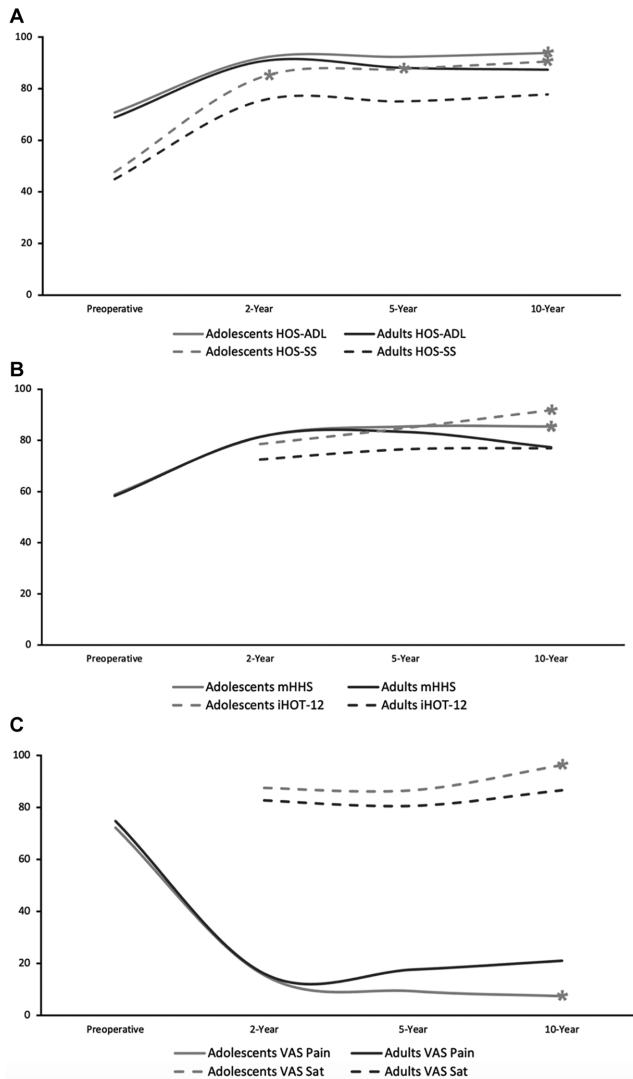 A
100
80
60
40
20
0
Preoperative 2-Year 5-Year 10-Year
Adolescents HOS-ADL Adults HOS-ADL
Adolescents HOS-SS Adults HOS-SS
B
100
80
60
40
20
0
Preoperative 2-Year 5-Year 10-Year
Adolescents mHHS Adults mHHS
Adolescents iHOT-12 Adults iHOT-12
C
100
80
60
40
20
0
Preoperative 2-Year 5-Year 10-Year
Adolescents VAS Pain Adults VAS Pain
Adolescents VAS Sat Adults VAS Sat